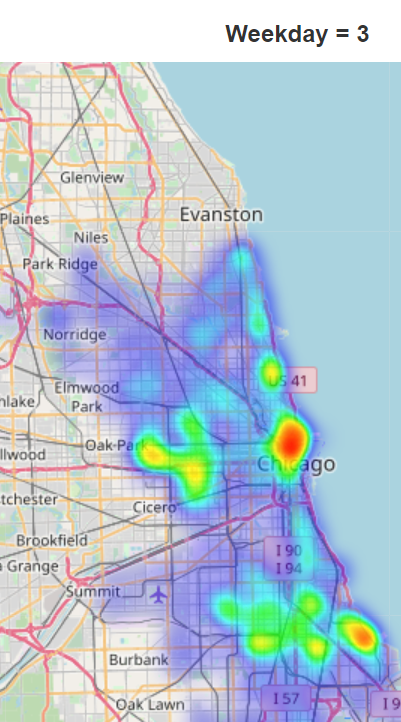 Weekday = 3
Glenview
Evanston
Plaines
Niles
Park Ridge
Norridge
US 41
Elmwood
Park
hlake
Oak Park
llwood
Chicago
tchester
Cicero
Brookfield
I 90
I 94
a Grange
Summit
Burbank
I 57
I 9
Oak Lawn